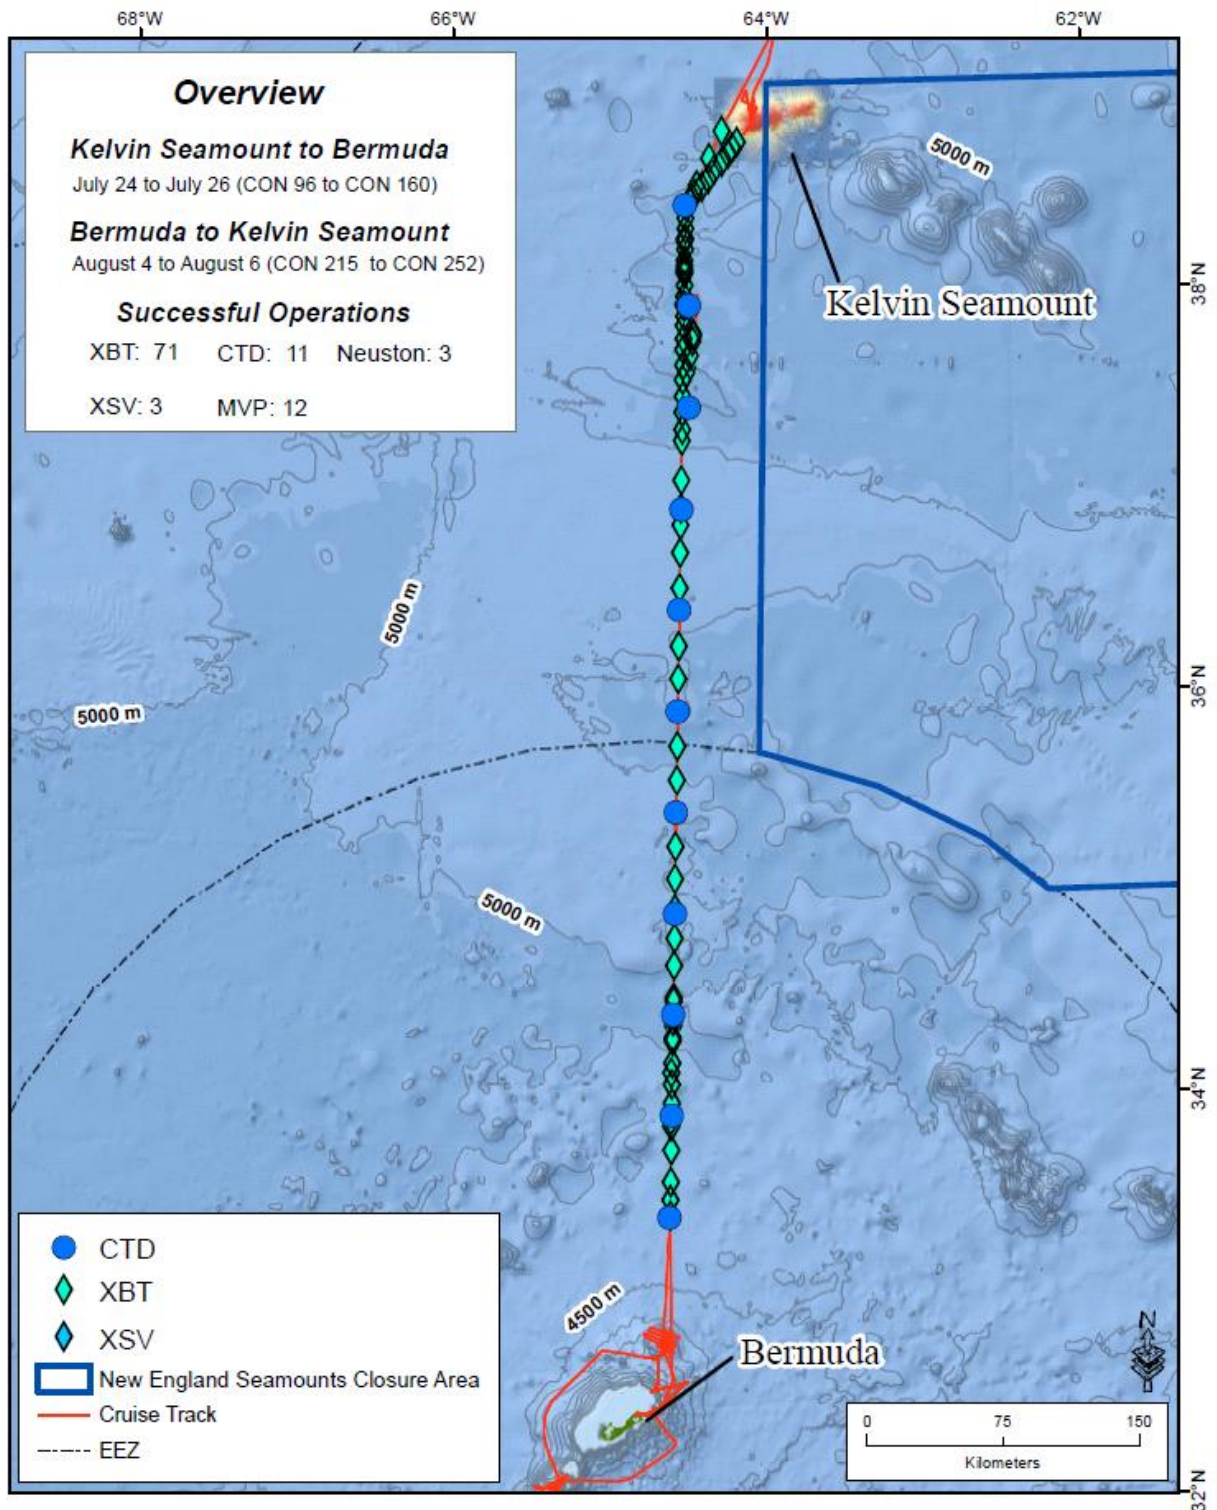 68°W 66°W 64°W 62°W
Overview
Kelvin Seamount to Bermuda
July 24 to July 26 (CON 96 to CON 160)
Bermuda to Kelvin Seamount
August 4 to August 6 (CON 215 to CON 252)
Successful Operations
XBT: 71 CTD: 11 Neuston: 3
XSV: 3 MVP: 12
5000 m
38°N
Kelvin Seamount
5000 m
36°N
5000 m
5000 m
34°N
CTD
XBT
XSV
New England Seamounts Closure Area
Cruise Track
EEZ
4500 m
Bermuda
N
0 75 150
Kilometers
32°N